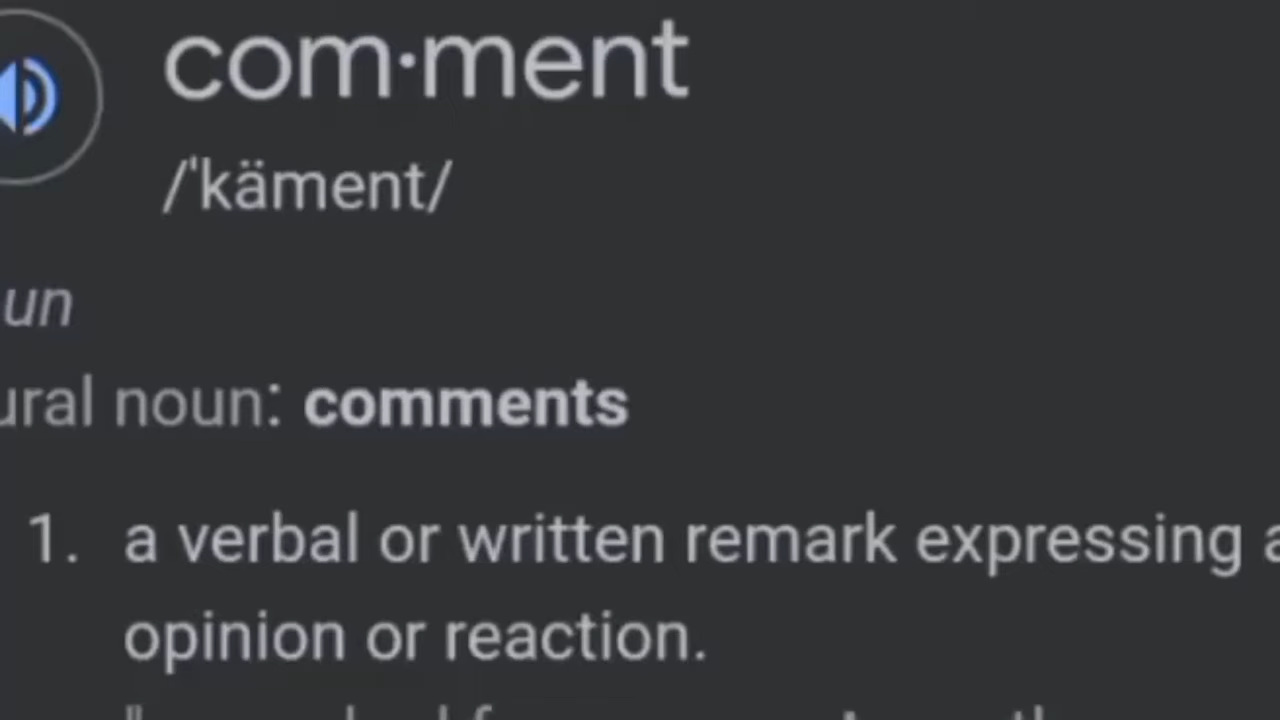 com·ment
/ˈkäment/
un
ural noun: comments
1. a verbal or written remark expressing a
opinion or reaction.